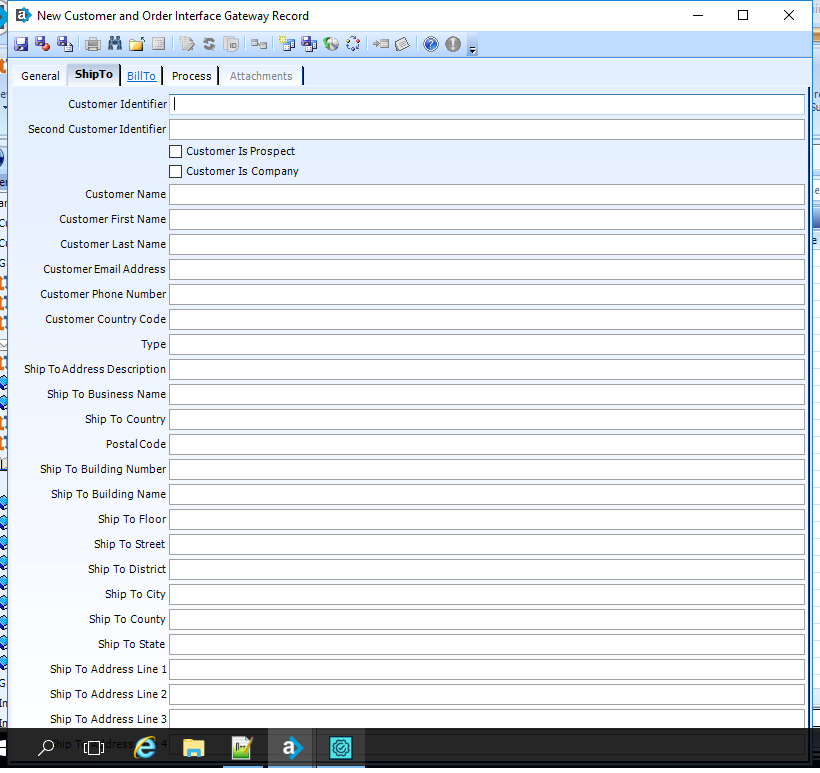 New Customer and Order Interface Gateway Record
General ShipTo BillTo Process Attachments
Customer Identifier
Second Customer Identifier
Customer Is Prospect
Customer Is Company
Customer Name
Customer First Name
Customer Last Name
Customer Email Address
Customer Phone Number
Customer Country Code
Type
Ship To Address Description
Ship To Business Name
Ship To Country
Postal Code
Ship To Building Number
Ship To Building Name
Ship To Floor
Ship To Street
Ship To District
Ship To City
Ship To County
Ship To State
Ship To Address Line 1
Ship To Address Line 2
Ship To Address Line 3